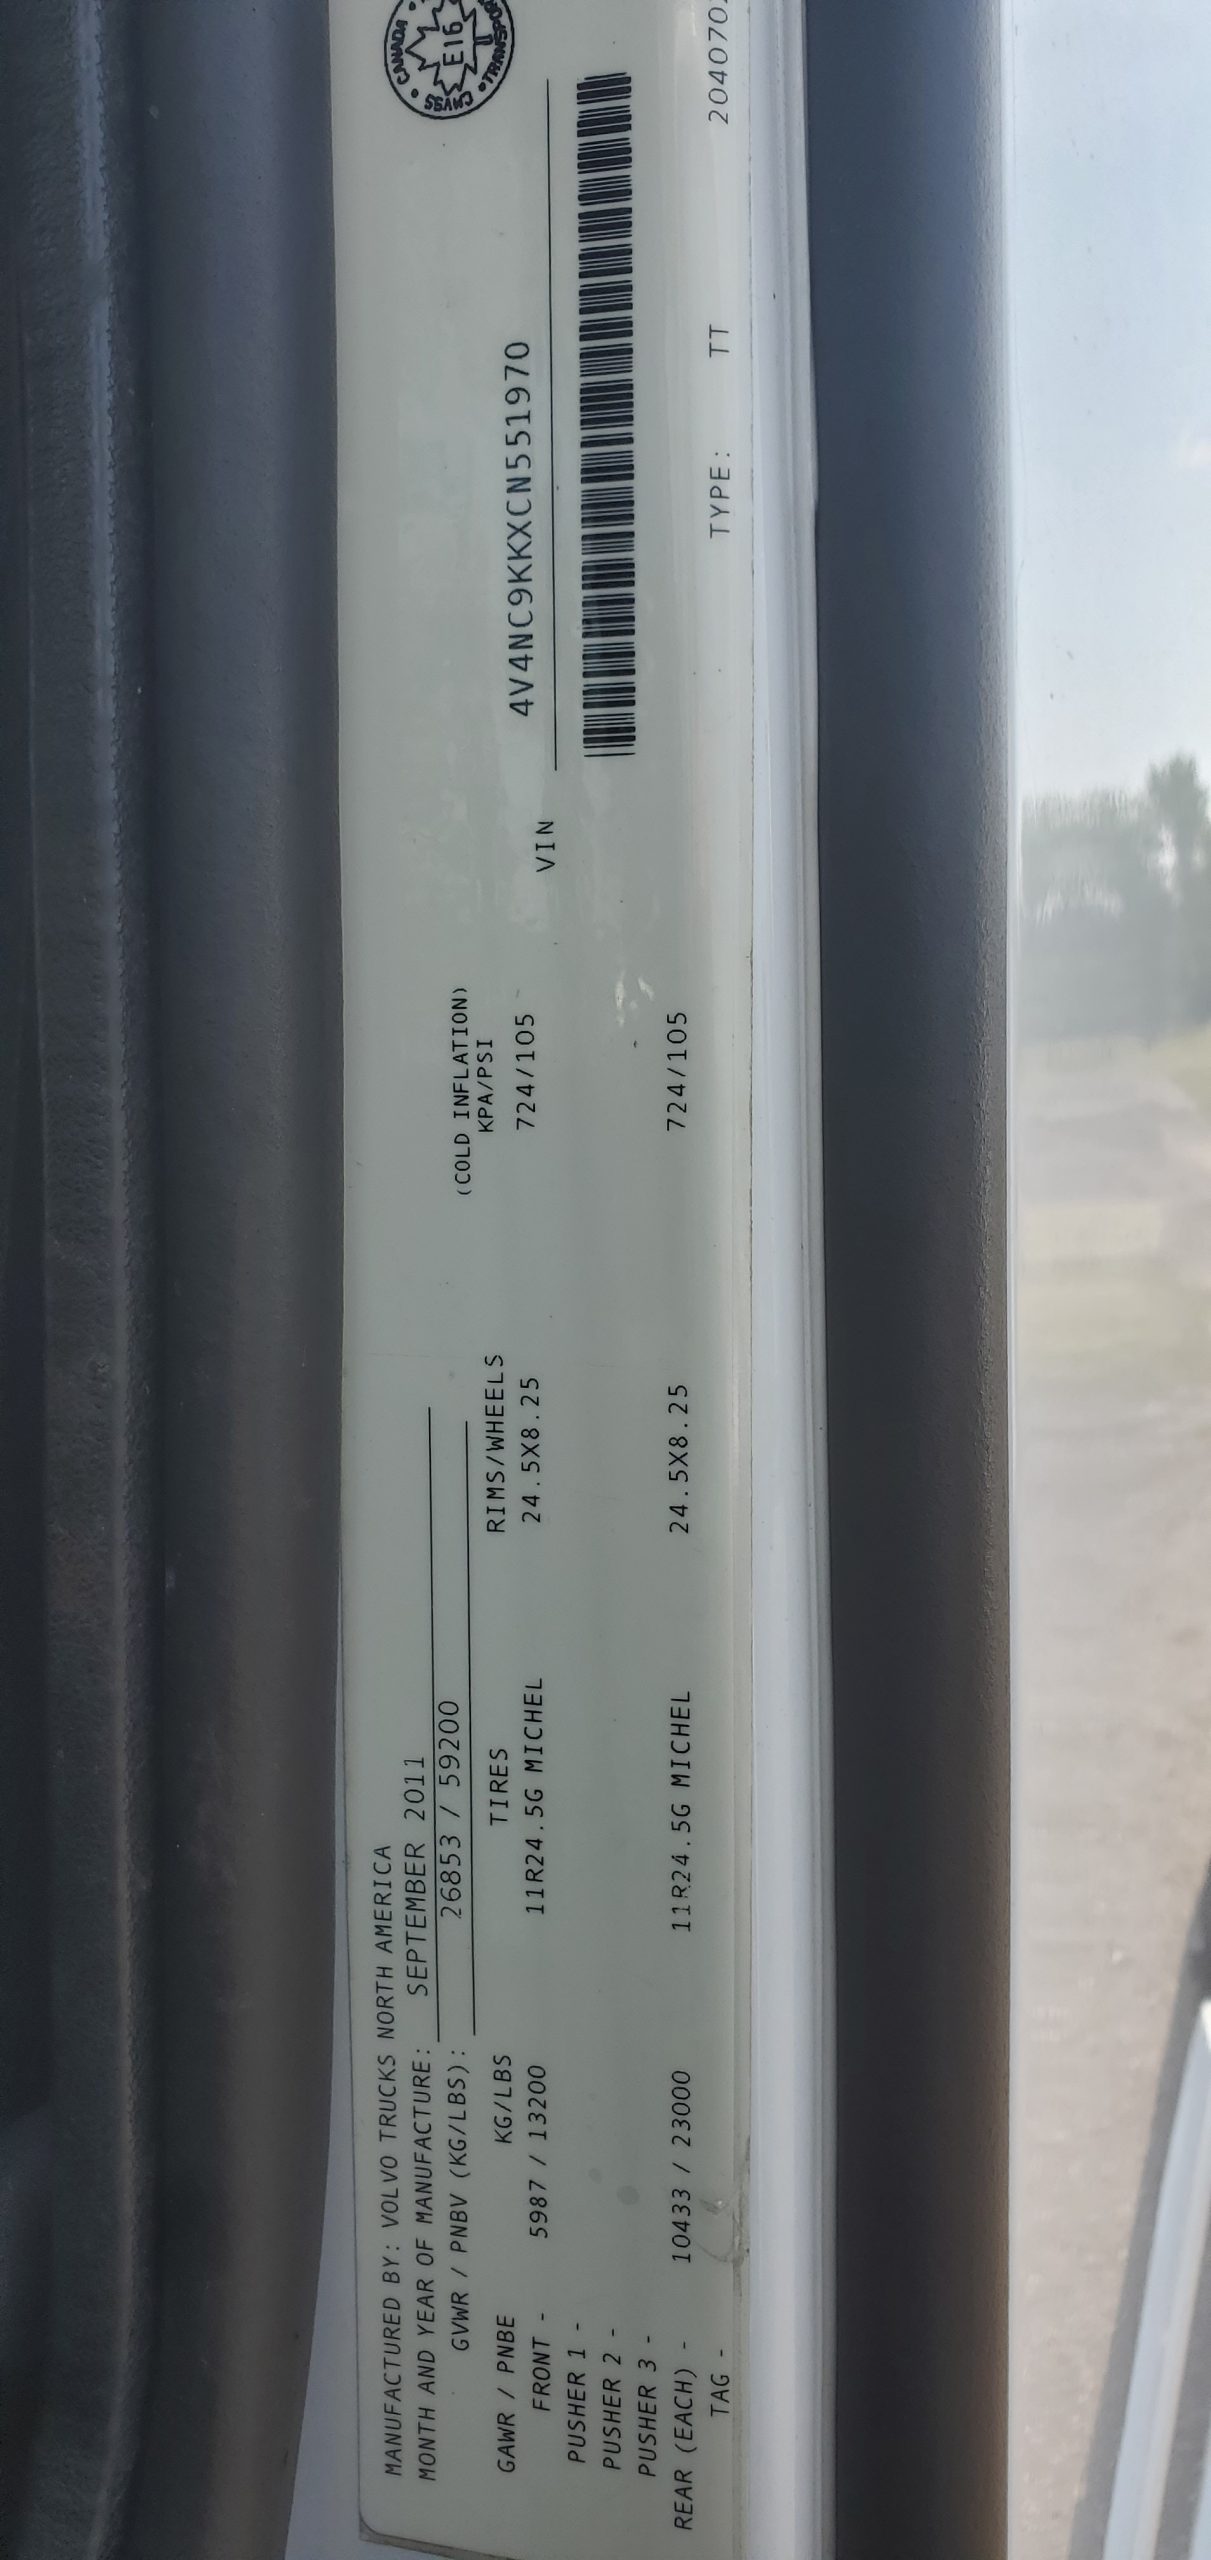 MANUFACTURED BY: VOLVO TRUCKS NORTH AMERICA
MONTH AND YEAR OF MANUFACTURE: SEPTEMBER 2011
GVWR / PNBV (KG/LBS): 26853 / 59200
(COLD INFLATION)
GAWR / PNBE KG/LBS TIRES RIMS/WHEELS KPA/PSI
FRONT - 5987 / 13200 11R24.5G MICHEL 24.5X8.25 724/105
VIN 4V4NC9KKXCN551970
PUSHER 1 -
PUSHER 2 -
PUSHER 3 -
REAR (EACH) - 10433 / 23000 11R24.5G MICHEL 24.5X8.25 724/105
TAG - TYPE: TT 204070
CANADA
E16
CMVSS